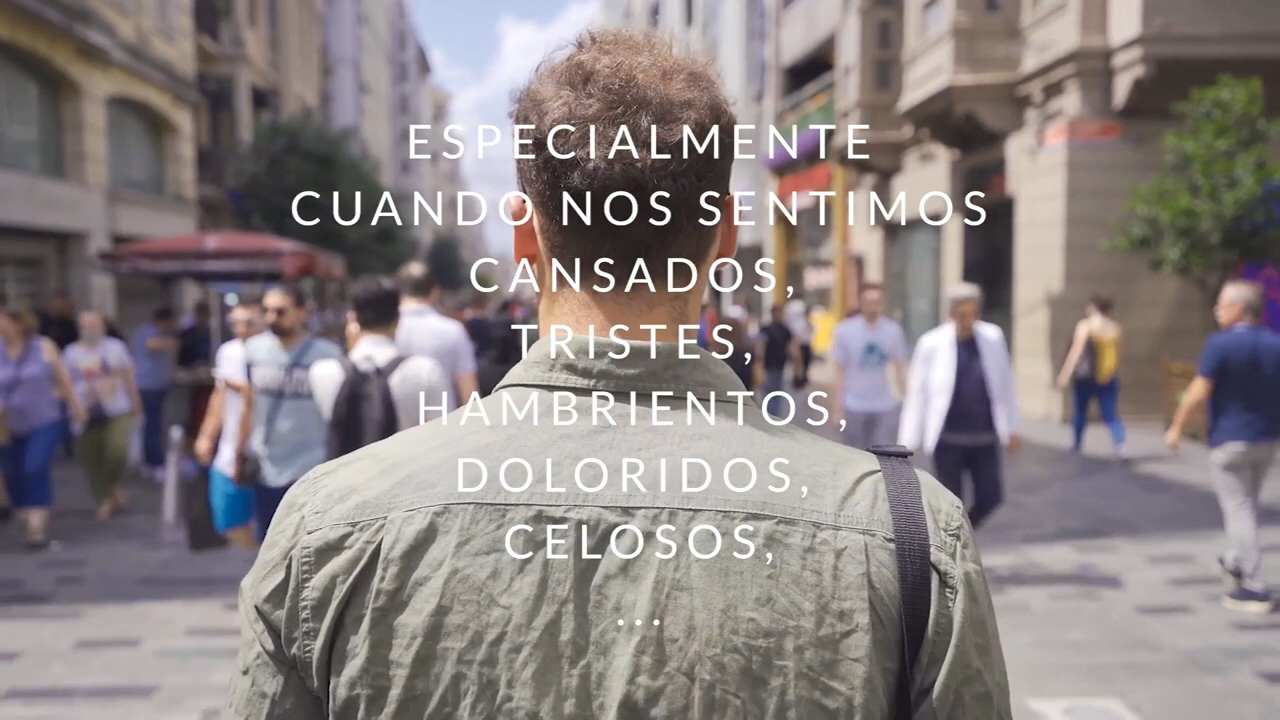 ESPECIALMENTE
CUANDO NOS SENTIMOS
CANSADOS,
TRISTES,
HAMBRIENTOS,
DOLORIDOS,
CELOSOS,
...